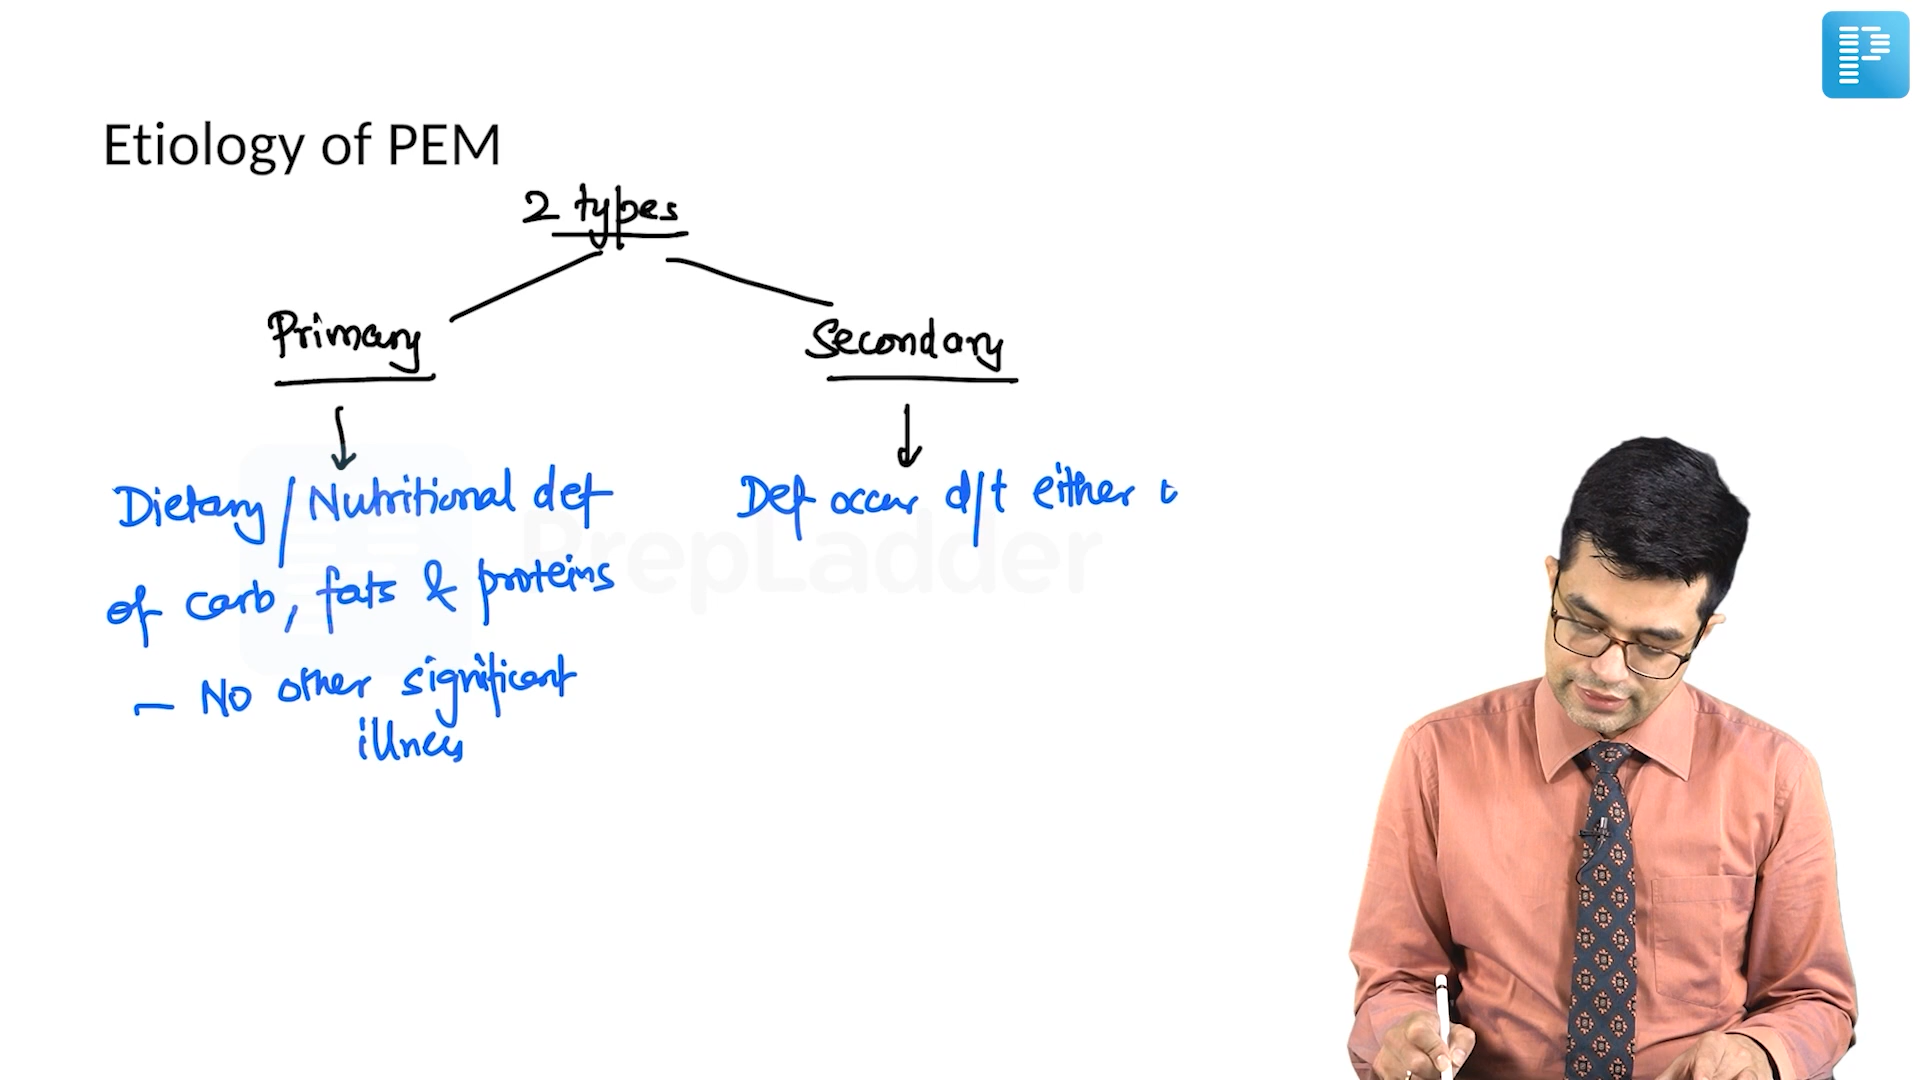 Etiology of PEM
2 types
Primary
Secondary
Dietary / Nutritional def
of carb, fats & proteins
- No other significant
illness
Def occur d/t either
PrepLadder